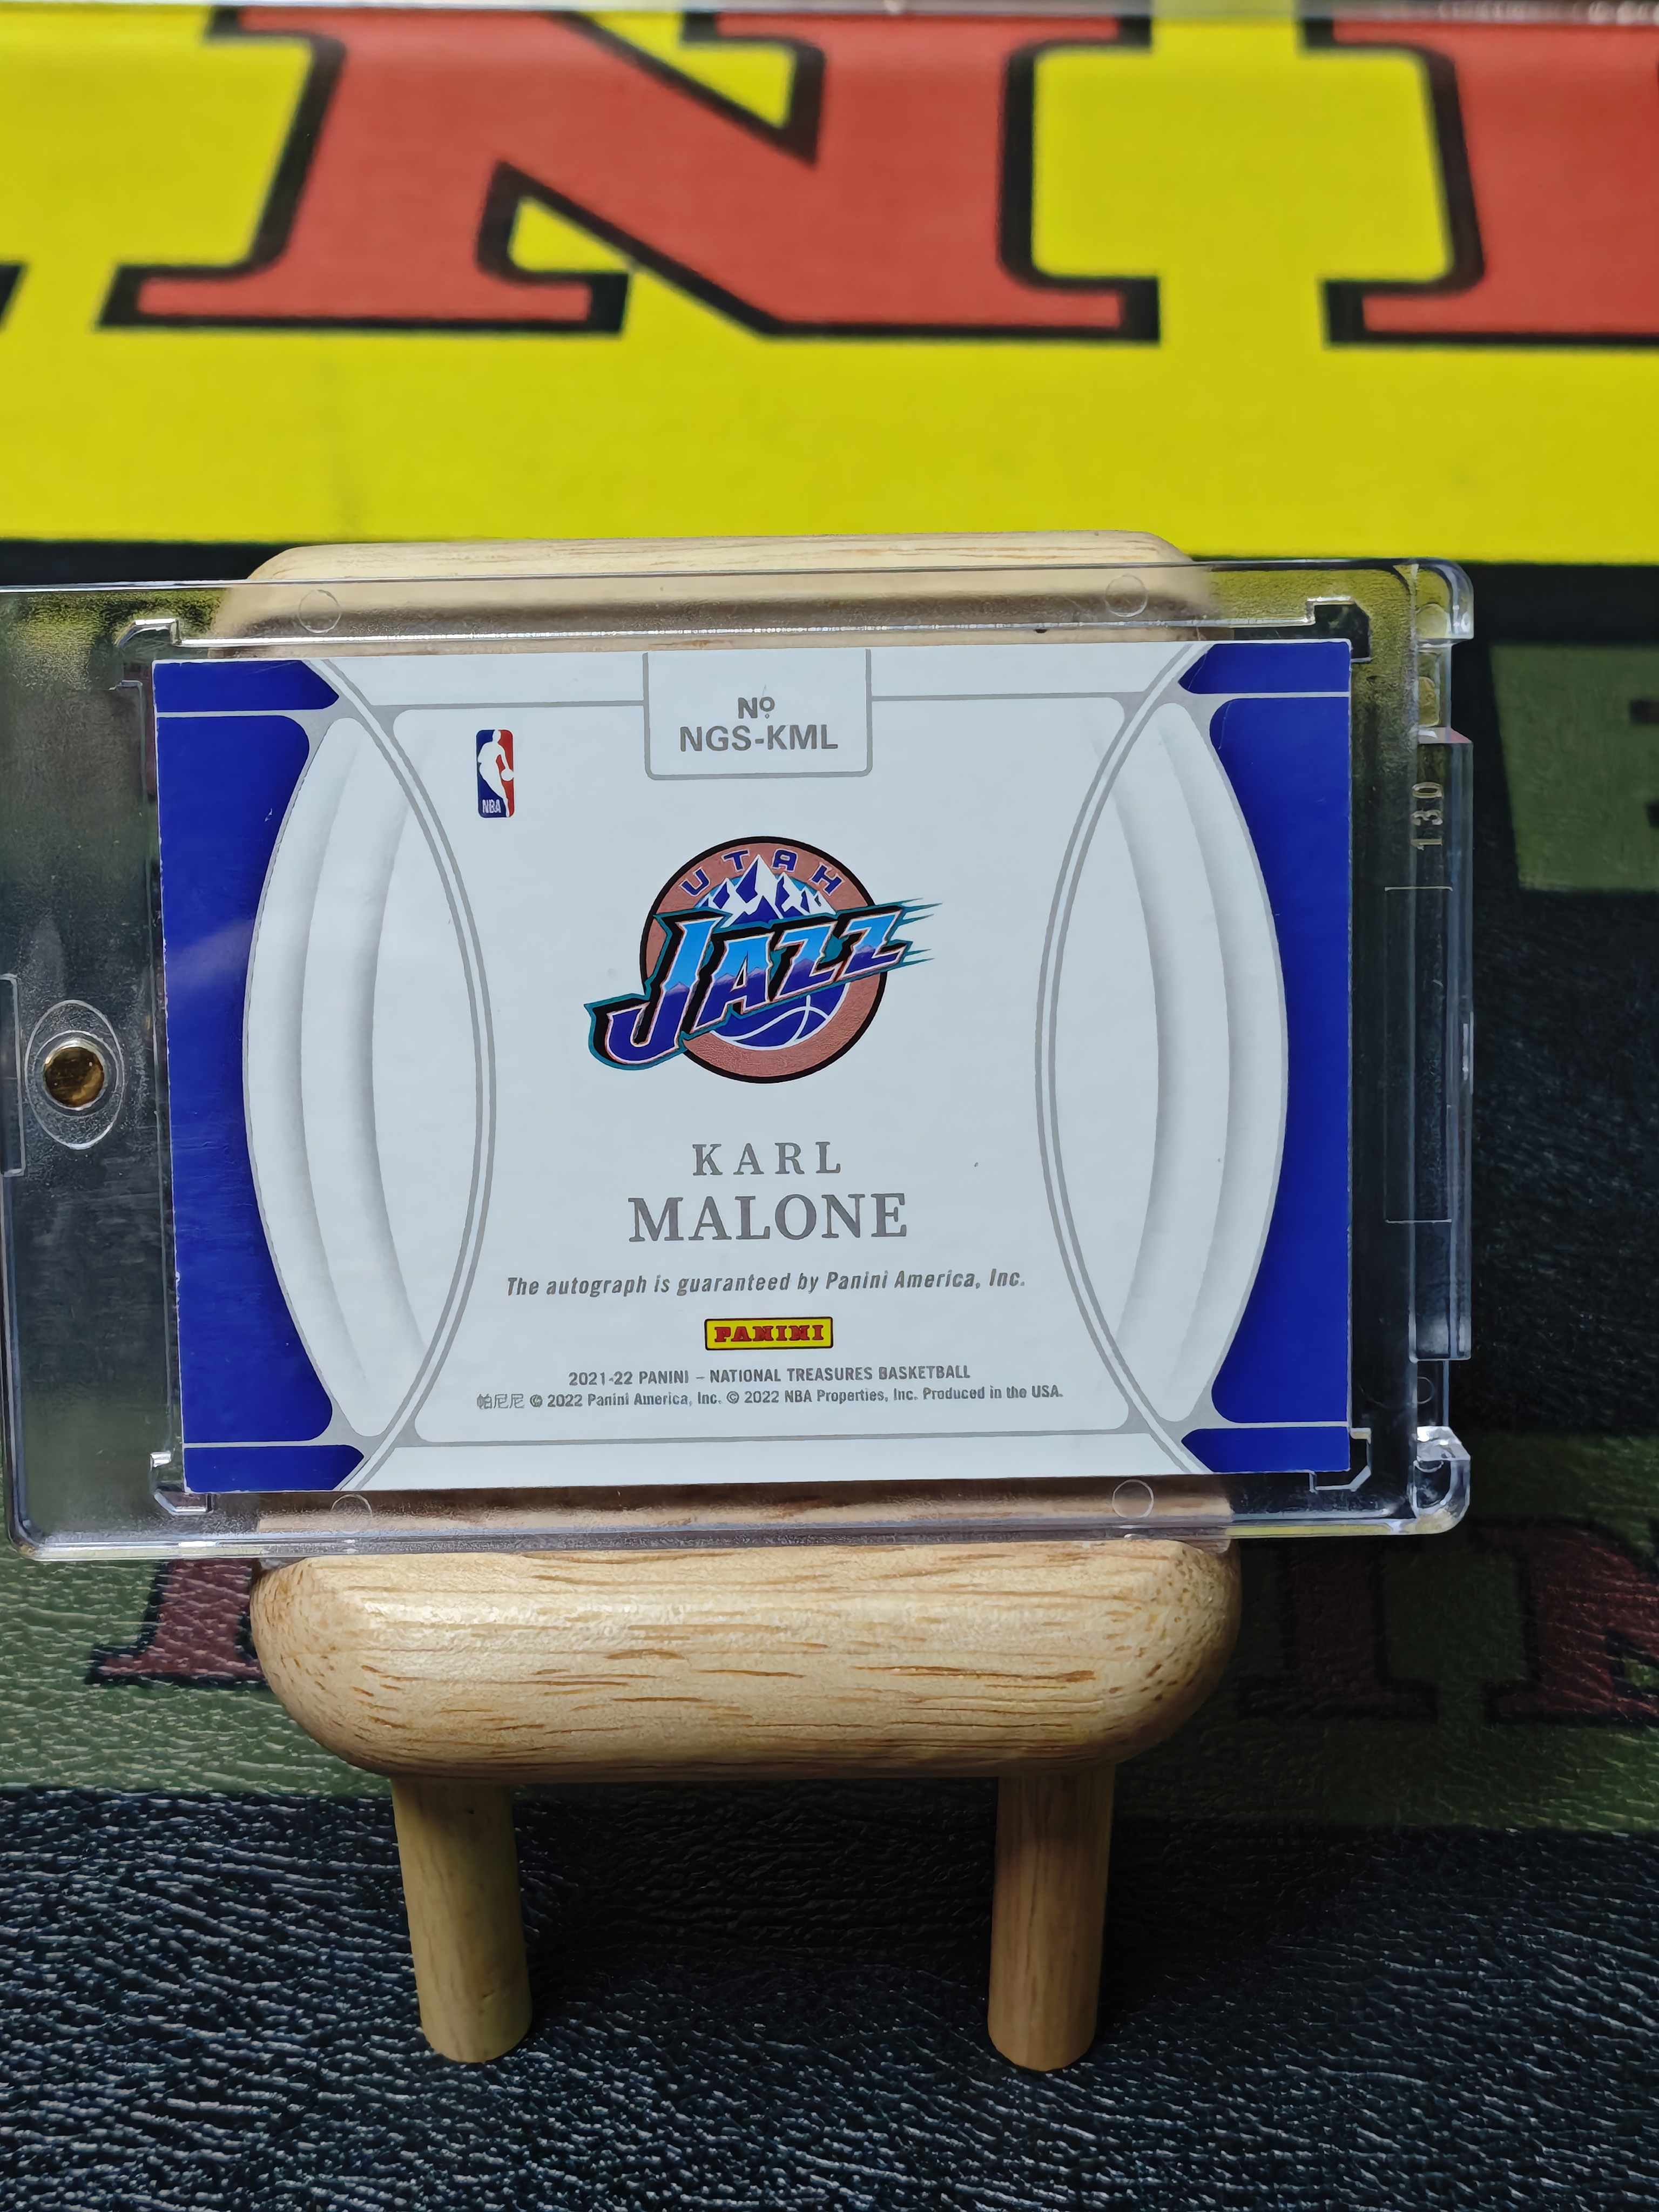 Nº
NGS-KML
NBA
UTAH
JAZZ
130
KARL
MALONE
The autograph is guaranteed by Panini America, Inc.
PANINI
2021-22 PANINI – NATIONAL TREASURES BASKETBALL
帕尼尼 © 2022 Panini America, Inc. © 2022 NBA Properties, Inc. Produced in the USA.